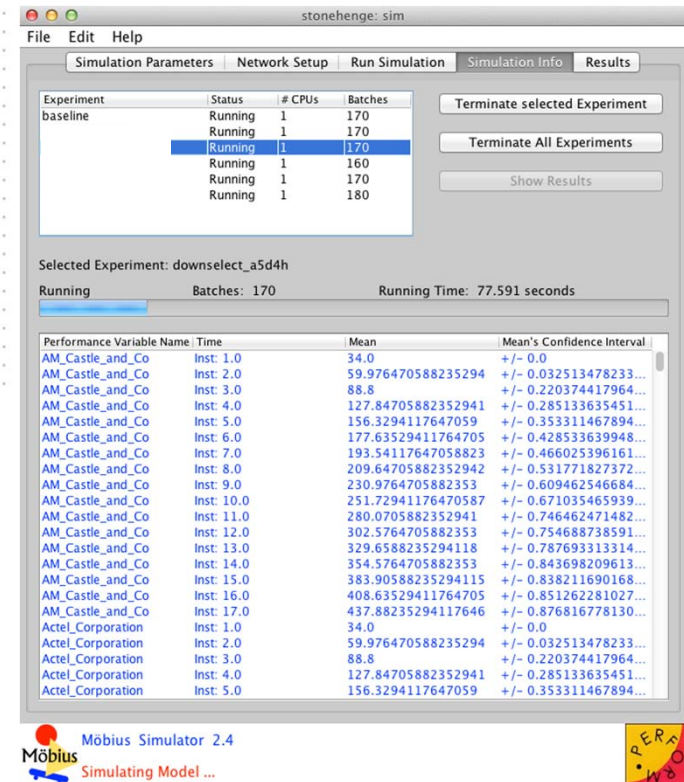 stonehenge: sim
File Edit Help
Simulation Parameters Network Setup Run Simulation Simulation Info Results
Experiment Status # CPUs Batches
baseline Running 1 170
Running 1 170
Running 1 170
Running 1 160
Running 1 170
Running 1 180
Terminate selected Experiment
Terminate All Experiments
Show Results
Selected Experiment: downselect_a5d4h
Running Batches: 170 Running Time: 77.591 seconds
Performance Variable Name Time Mean Mean's Confidence Interval
AM_Castle_and_Co Inst: 1.0 34.0 +/- 0.0
AM_Castle_and_Co Inst: 2.0 59.976470588235294 +/- 0.032513478233...
AM_Castle_and_Co Inst: 3.0 88.8 +/- 0.220374417964...
AM_Castle_and_Co Inst: 4.0 127.84705882352941 +/- 0.285133635451...
AM_Castle_and_Co Inst: 5.0 156.3294117647059 +/- 0.353311467894...
AM_Castle_and_Co Inst: 6.0 177.63529411764705 +/- 0.428533639948...
AM_Castle_and_Co Inst: 7.0 193.54117647058823 +/- 0.466025396161...
AM_Castle_and_Co Inst: 8.0 209.64705882352942 +/- 0.531771827372...
AM_Castle_and_Co Inst: 9.0 230.9764705882353 +/- 0.609462546684...
AM_Castle_and_Co Inst: 10.0 251.72941176470587 +/- 0.671035465939...
AM_Castle_and_Co Inst: 11.0 280.0705882352941 +/- 0.746462471482...
AM_Castle_and_Co Inst: 12.0 302.5764705882353 +/- 0.754688738591...
AM_Castle_and_Co Inst: 13.0 329.6588235294118 +/- 0.787693313314...
AM_Castle_and_Co Inst: 14.0 354.5764705882353 +/- 0.843698209613...
AM_Castle_and_Co Inst: 15.0 383.90588235294115 +/- 0.838211690168...
AM_Castle_and_Co Inst: 16.0 408.63529411764705 +/- 0.851262281027...
AM_Castle_and_Co Inst: 17.0 437.88235294117646 +/- 0.876816778130...
Actel_Corporation Inst: 1.0 34.0 +/- 0.0
Actel_Corporation Inst: 2.0 59.976470588235294 +/- 0.032513478233...
Actel_Corporation Inst: 3.0 88.8 +/- 0.220374417964...
Actel_Corporation Inst: 4.0 127.84705882352941 +/- 0.285133635451...
Actel_Corporation Inst: 5.0 156.3294117647059 +/- 0.353311467894...
Möbius
Möbius Simulator 2.4
Simulating Model ...
PERFORM